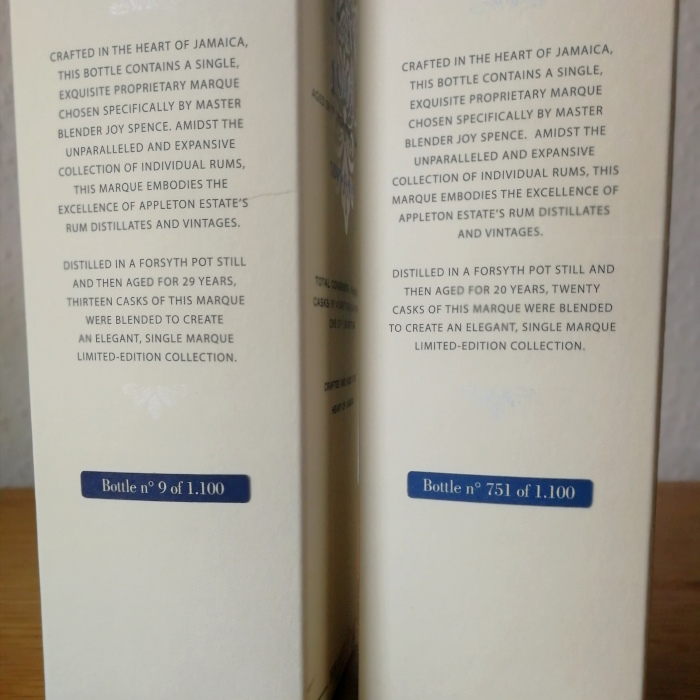 CRAFTED IN THE HEART OF JAMAICA,
THIS BOTTLE CONTAINS A SINGLE,
EXQUISITE PROPRIETARY MARQUE
CHOSEN SPECIFICALLY BY MASTER
BLENDER JOY SPENCE. AMIDST THE
UNPARALLELED AND EXPANSIVE
COLLECTION OF INDIVIDUAL RUMS,
THIS MARQUE EMBODIES THE
EXCELLENCE OF APPLETON ESTATE'S
RUM DISTILLATES AND VINTAGES.
DISTILLED IN A FORSYTH POT STILL
AND THEN AGED FOR 29 YEARS,
THIRTEEN CASKS OF THIS MARQUE
WERE BLENDED TO CREATE
AN ELEGANT, SINGLE MARQUE
LIMITED-EDITION COLLECTION.
Bottle n° 9 of 1.100
CRAFTED IN THE HEART OF JAMAICA,
THIS BOTTLE CONTAINS A SINGLE,
EXQUISITE PROPRIETARY MARQUE
CHOSEN SPECIFICALLY BY MASTER
BLENDER JOY SPENCE. AMIDST THE
UNPARALLELED AND EXPANSIVE
COLLECTION OF INDIVIDUAL RUMS, THIS
MARQUE EMBODIES THE EXCELLENCE OF
APPLETON ESTATE'S RUM DISTILLATES
AND VINTAGES.
DISTILLED IN A FORSYTH POT STILL AND
THEN AGED FOR 20 YEARS, TWENTY
CASKS OF THIS MARQUE WERE BLENDED
TO CREATE AN ELEGANT, SINGLE MARQUE
LIMITED-EDITION COLLECTION.
Bottle n° 751 of 1.100